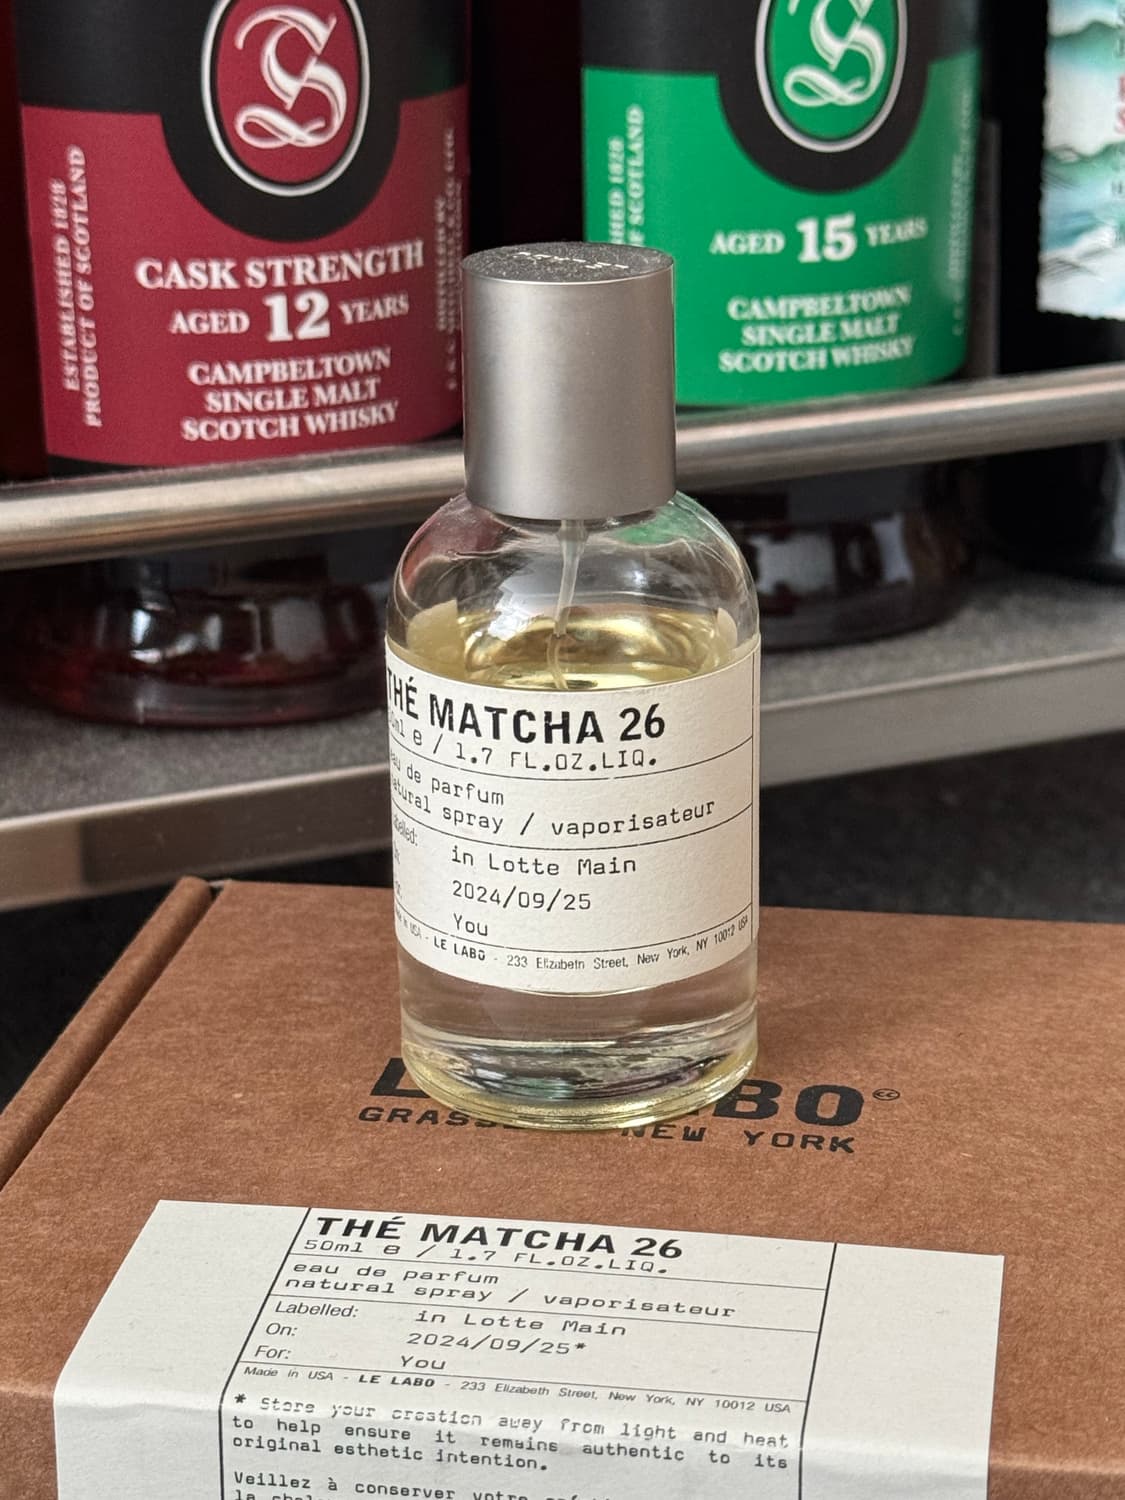 S
ESTABLISHED 1828
PRODUCT OF SCOTLAND
CASK STRENGTH
AGED 12 YEARS
CAMPBELTOWN
SINGLE MALT
SCOTCH WHISKY
S
OF SCOTLAND
AGED 15 YEARS
CAMPBELTOWN
SINGLE MALT
SCOTCH WHISKY
THÉ MATCHA 26
50ml e / 1.7 FL.OZ.LIQ.
eau de parfum
natural spray / vaporisateur
in Lotte Main
2024/09/25
You
in USA - LE LABO - 233 Elizabeth Street, New York, NY 10012 USA
NEW YORK
THÉ MATCHA 26
50ml e / 1.7 FL.OZ.LIQ.
eau de parfum
natural spray / vaporisateur
Labelled: in Lotte Main
On: 2024/09/25*
For: You
Made in USA - LE LABO - 233 Elizabeth Street, New York, NY 10012 USA
* Store your creation away from light and heat
to help ensure it remains authentic to its
original esthetic intention.
Veillez à conserver votre